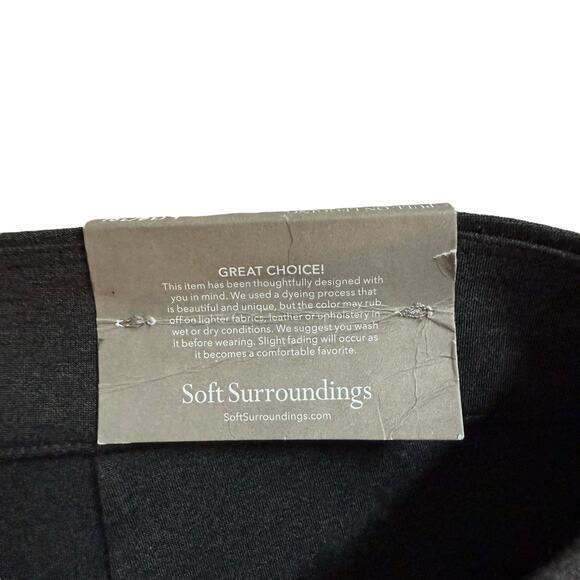 GREAT CHOICE!
This item has been thoughtfully designed with
you in mind. We used a dyeing process that
is beautiful and unique, but the color may rub
off on lighter fabrics, leather or upholstery in
wet or dry conditions. We suggest you wash
it before wearing. Slight fading will occur as
it becomes a comfortable favorite.
Soft Surroundings
SoftSurroundings.com